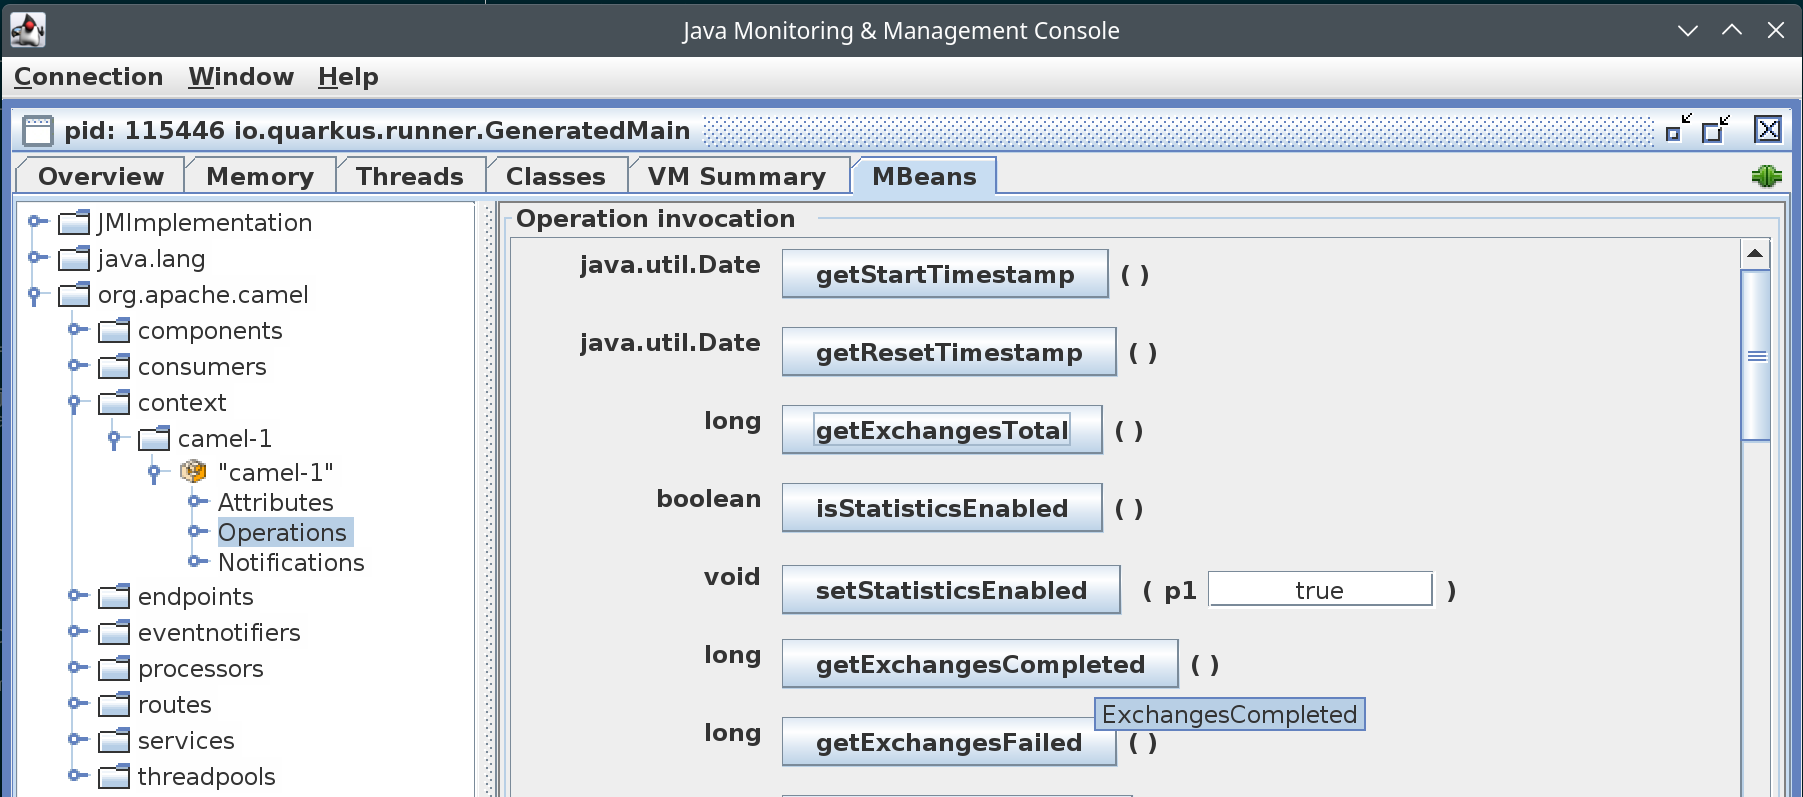 Java Monitoring & Management Console
Connection Window Help
pid: 115446 io.quarkus.runner.GeneratedMain
Overview Memory Threads Classes VM Summary MBeans
JMImplementation
java.lang
org.apache.camel
components
consumers
context
camel-1
"camel-1"
Attributes
Operations
Notifications
endpoints
eventnotifiers
processors
routes
services
threadpools
Operation invocation
java.util.Date getStartTimestamp ( )
java.util.Date getResetTimestamp ( )
long getExchangesTotal ( )
boolean isStatisticsEnabled ( )
void setStatisticsEnabled ( p1 true )
long getExchangesCompleted ( )
ExchangesCompleted
long getExchangesFailed ( )